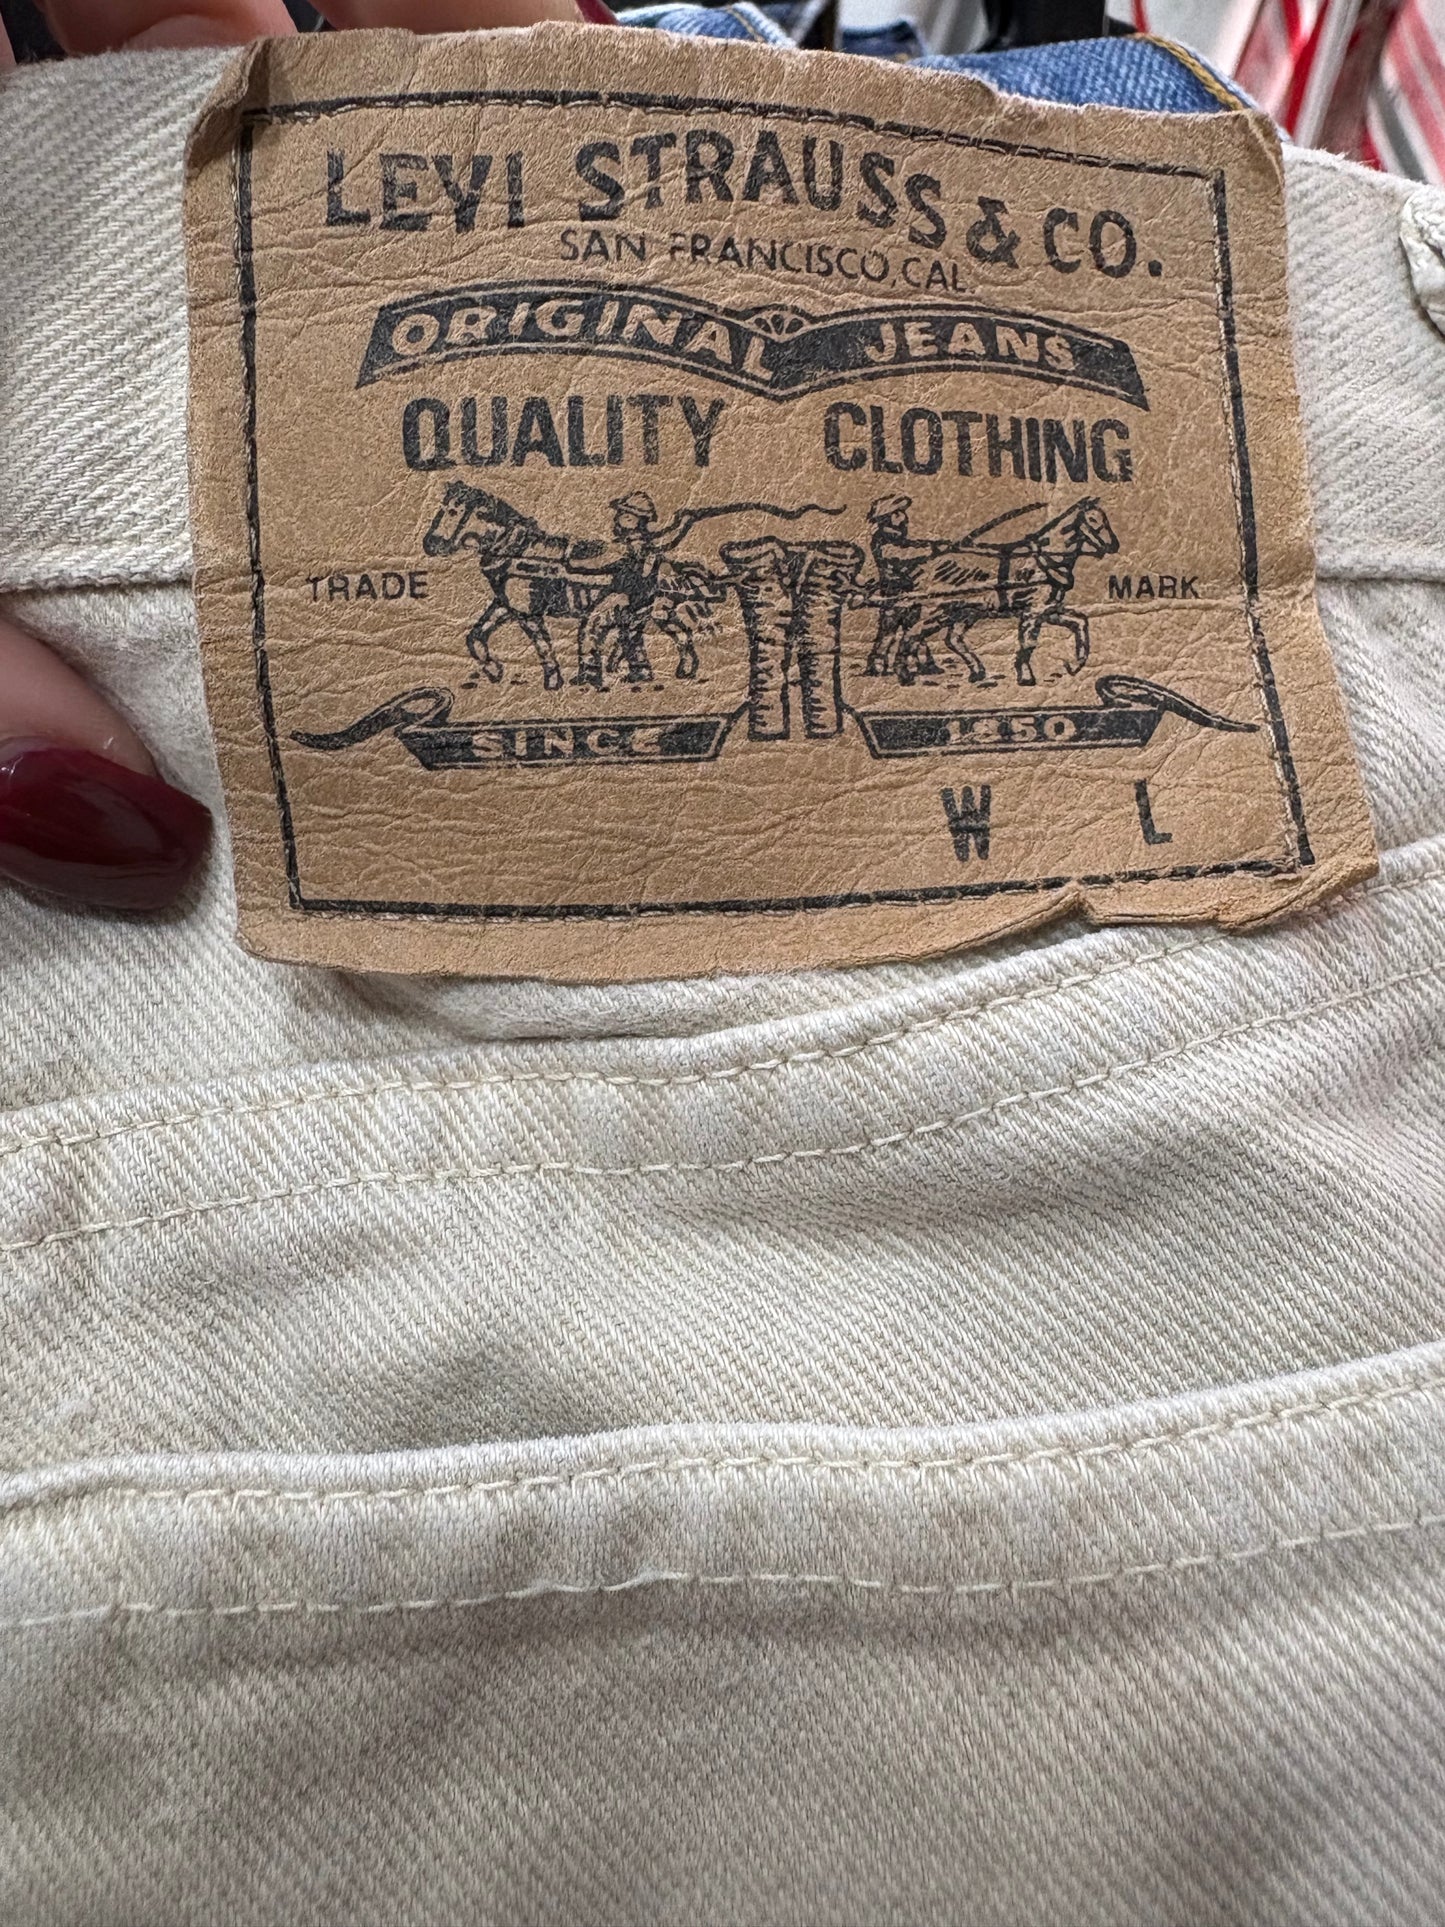 LEVI STRAUSS & CO.
SAN FRANCISCO, CAL.
ORIGINAL JEANS
QUALITY CLOTHING
TRADE MARK
SINCE 1850
W L